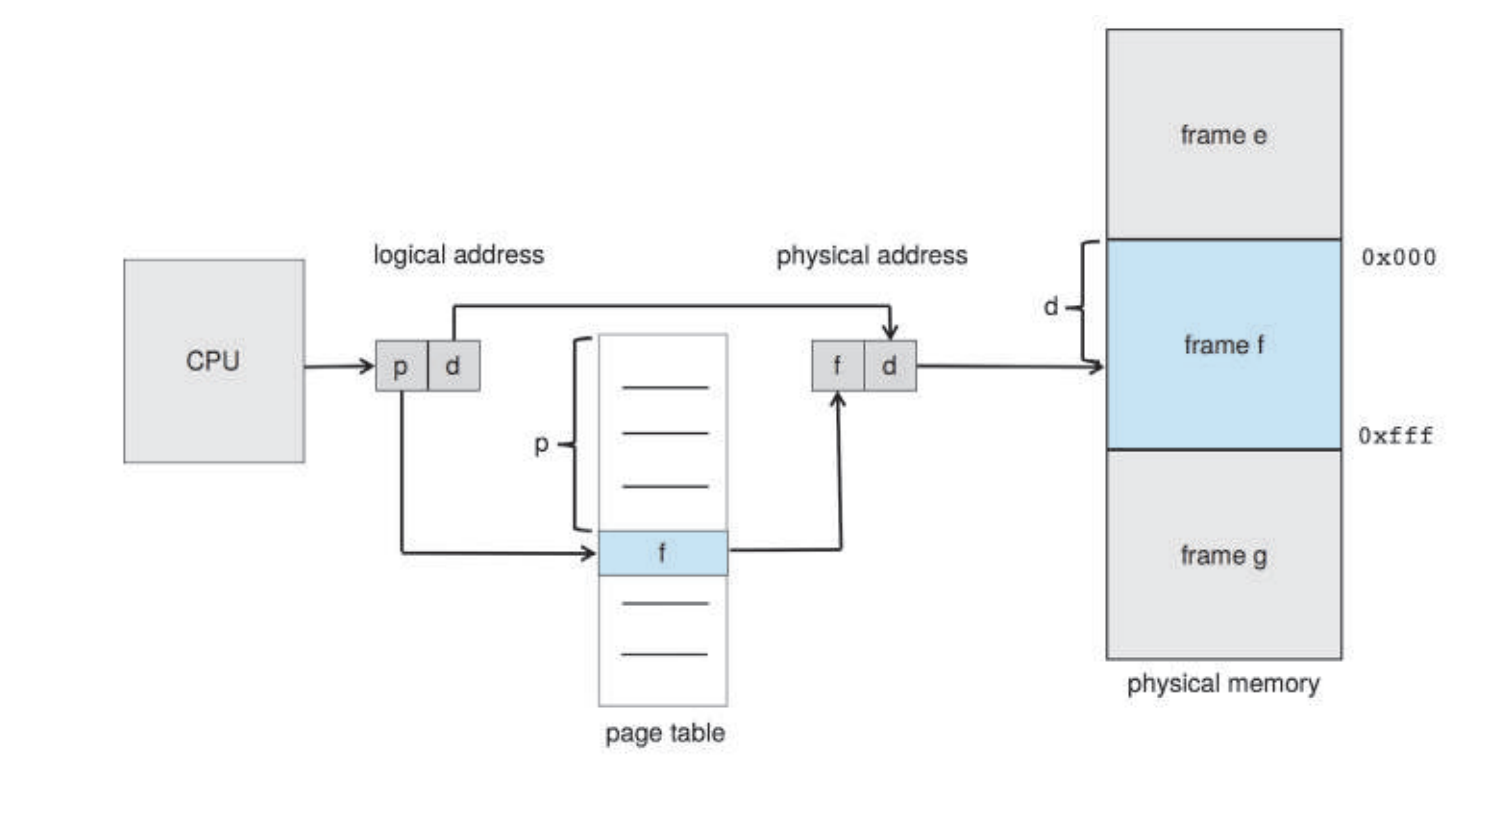 frame e
logical address
physical address
0x000
CPU
p d
f d
d
frame f
p
0xfff
f
frame g
physical memory
page table